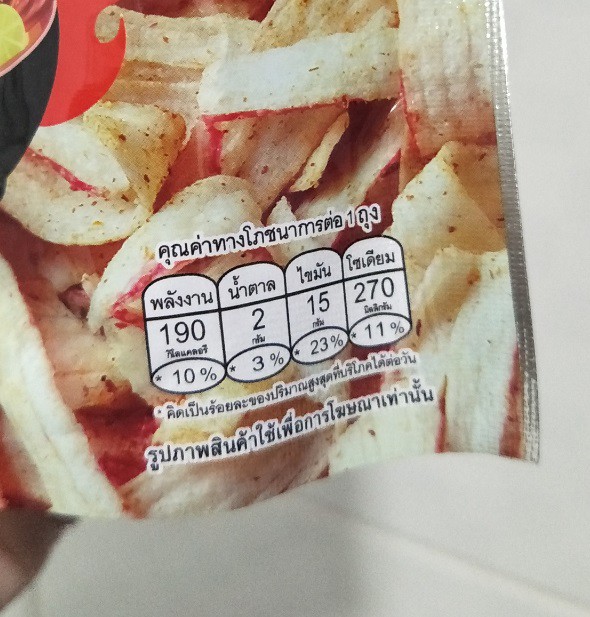 คุณค่าทางโภชนาการต่อ 1 ถุง
พลังงาน น้ำตาล ไขมัน โซเดียม
190 2 15 270
กิโลแคลอรี กรัม กรัม มิลลิกรัม
* 10 % * 3 % * 23 % * 11 %
* คิดเป็นร้อยละของปริมาณสูงสุดที่บริโภคได้ต่อวัน
รูปภาพสินค้าใช้เพื่อการโฆษณาเท่านั้น